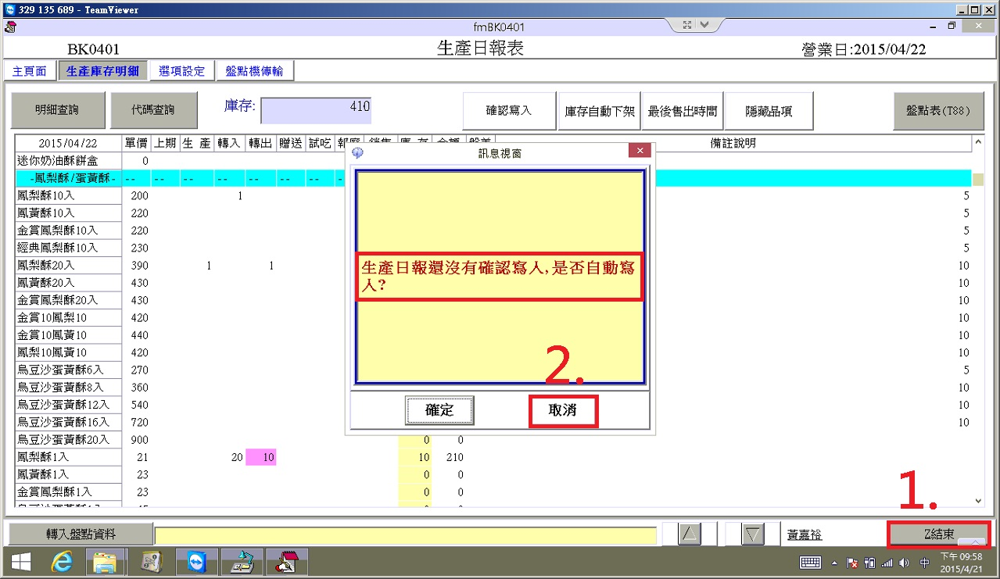 329 135 689 - TeamViewer
fmBK0401
BK0401
生產日報表
營業日:2015/04/22
主頁面 生產庫存明細 選項設定 盤點機傳輸
明細查詢 代碼查詢 庫存: 410 確認寫入 庫存自動下架 最後售出時間 隱藏品項 盤點表(T88)
2015/04/22 單價 上期 生 產 轉入 轉出 贈送 試吃 備註說明
迷你奶油酥餅盒 0
-鳳梨酥/蛋黃酥- -- -- -- -- -- -- --
鳳梨酥10入 200 1 5
鳳黃酥10入 220 5
金賞鳳梨酥10入 220 5
經典鳳梨酥10入 230 5
鳳梨酥20入 390 1 1 10
鳳黃酥20入 430 10
金賞鳳梨酥20入 430 10
金賞10鳳梨10 420 10
金賞10鳳黃10 440 10
鳳梨10鳳黃10 420 10
烏豆沙蛋黃酥6入 270 5
烏豆沙蛋黃酥8入 360 10
烏豆沙蛋黃酥12入 540 10
烏豆沙蛋黃酥16入 720 10
烏豆沙蛋黃酥20入 900 0 0
鳳梨酥1入 21 20 10 10 210
鳳黃酥1入 23 0 0
金賞鳳梨酥1入 23 0 0
訊息視窗
生產日報還沒有確認寫入,是否自動寫
入?
2.
確定 取消
1.
轉入盤點資料 黃嘉裕 Z結束
中
下午 09:58
2015/4/21